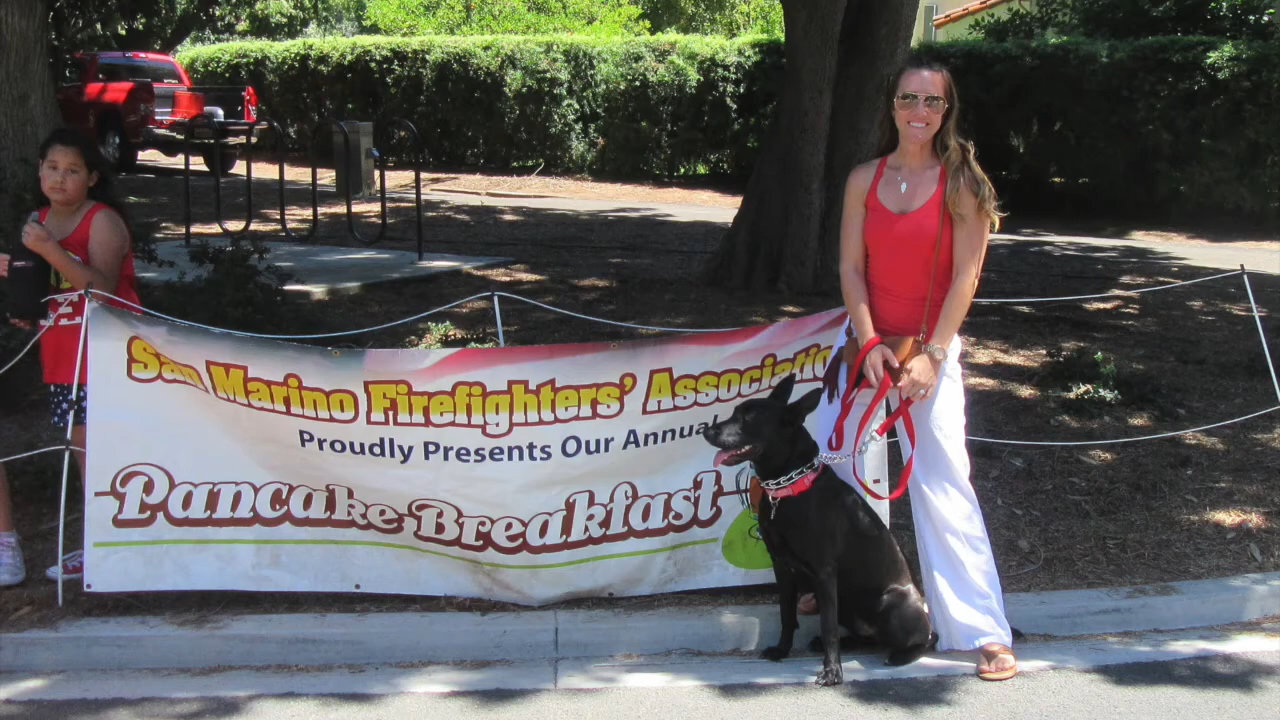 San Marino Firefighters' Association
Proudly Presents Our Annual
Pancake Breakfast